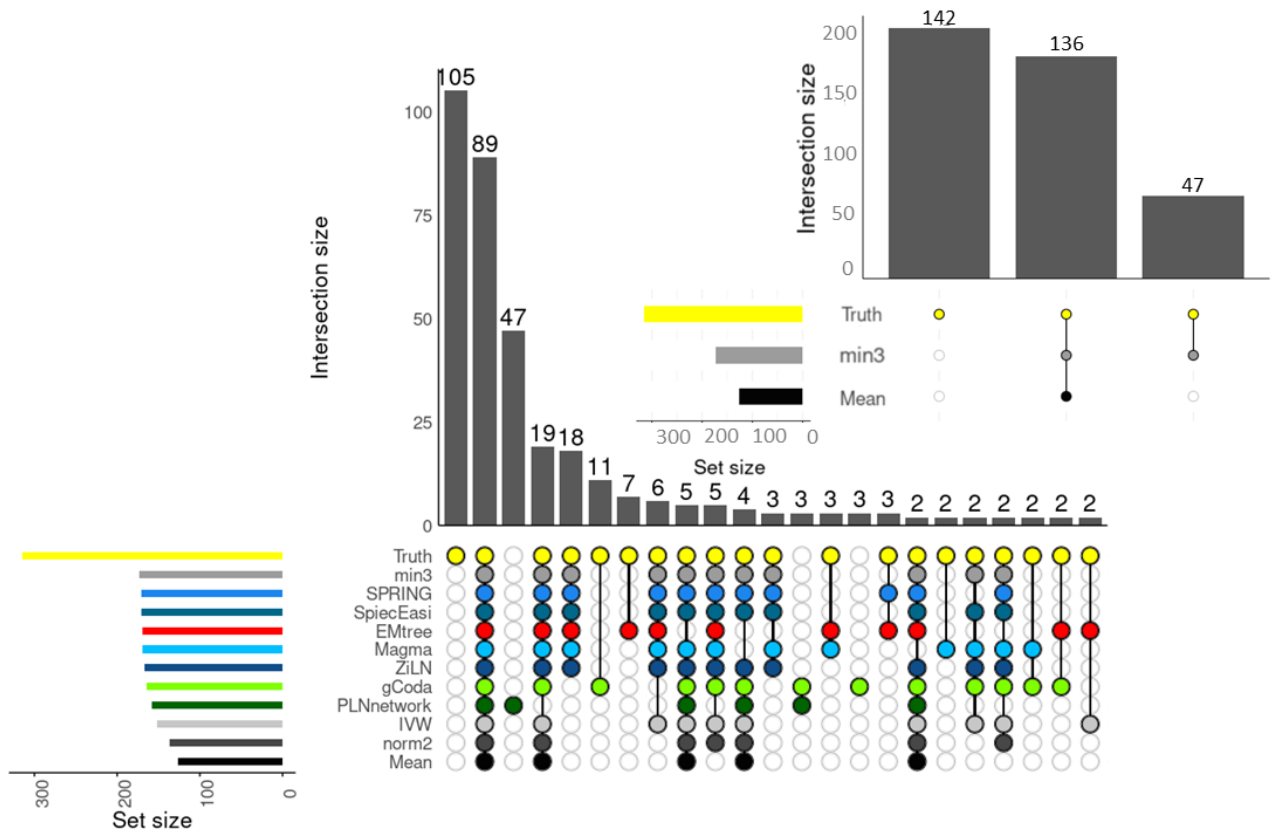 142
200
136
150
100
47
50
0
Intersection size
Truth
min3
Mean
300 200 100 0
Set size
105
100
89
75
50
47
25
19
18
11
7
6
5
5
4
3
3
3
3
3
2
2
2
2
2
2
2
0
Intersection size
Truth
min3
SPRING
SpiecEasi
EMtree
Magma
ZiLN
gCoda
PLNnetwork
IVW
norm2
Mean
300 200 100 0
Set size